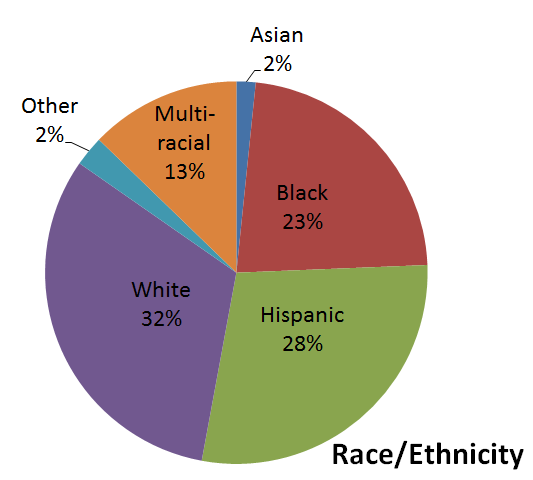 Asian
2%
Other
2%
Multi-
racial
13%
Black
23%
White
32%
Hispanic
28%
Race/Ethnicity